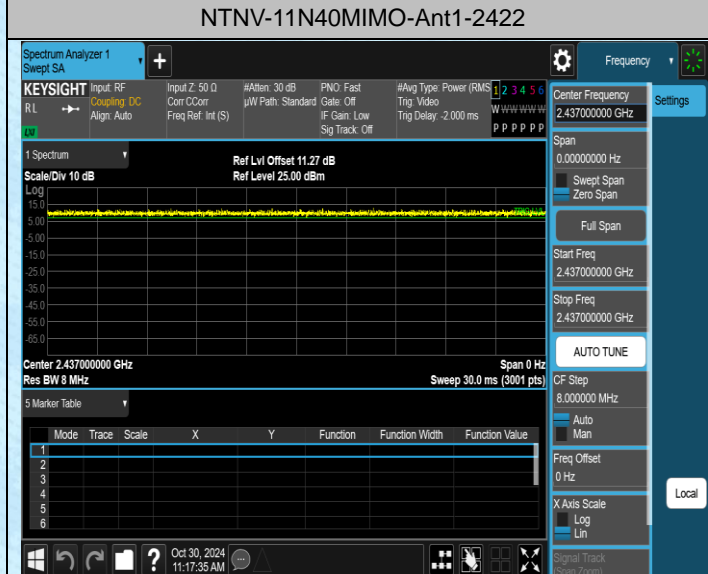 NTNV-11N40MIMO-Ant1-2422
Spectrum Analyzer 1
Swept SA
Frequency
KEYSIGHT
RL
LXI
Input: RF
Coupling: DC
Align: Auto
Input Z: 50 Ω
Corr CCorr
Freq Ref: Int (S)
#Atten: 30 dB
µW Path: Standard
PNO: Fast
Gate: Off
IF Gain: Low
Sig Track: Off
#Avg Type: Power (RMS
Trig: Video
Trig Delay: -2.000 ms
1 2 3 4 5 6
W W W W W W
P P P P P P
Center Frequency
2.437000000 GHz
Settings
Span
0.00000000 Hz
Swept Span
Zero Span
Full Span
Start Freq
2.437000000 GHz
Stop Freq
2.437000000 GHz
AUTO TUNE
CF Step
8.000000 MHz
Auto
Man
Freq Offset
0 Hz
X Axis Scale
Log
Lin
Signal Track
(Span Zoom)
Local
1 Spectrum
Scale/Div 10 dB
Ref Lvl Offset 11.27 dB
Ref Level 25.00 dBm
Log
15.0
5.00
-5.00
-15.0
-25.0
-35.0
-45.0
-55.0
-65.0
Center 2.437000000 GHz
Span 0 Hz
Res BW 8 MHz
Sweep 30.0 ms (3001 pts)
5 Marker Table
Mode Trace Scale X Y Function Function Width Function Value
1
2
3
4
5
6
?
Oct 30, 2024
11:17:35 AM